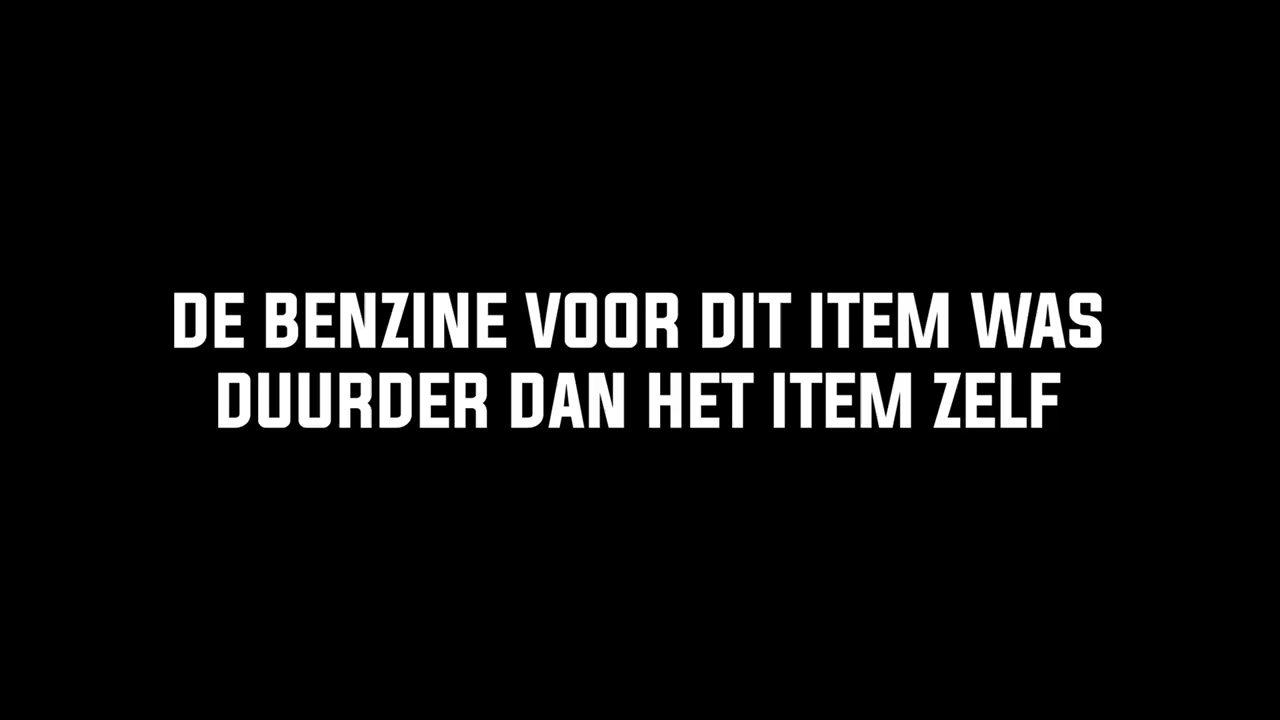 DE BENZINE VOOR DIT ITEM WAS
DUURDER DAN HET ITEM ZELF